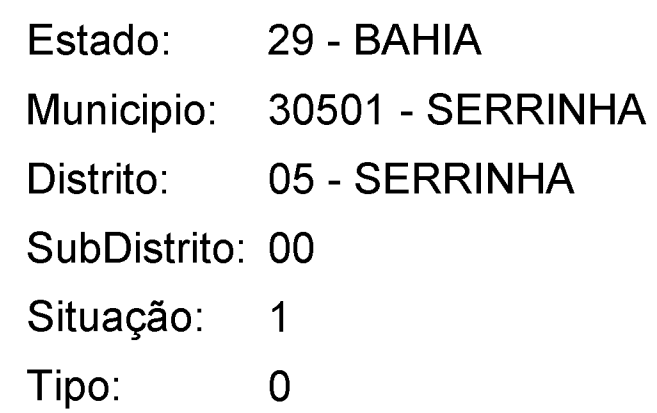 Estado: 29 - BAHIA
Municipio: 30501 - SERRINHA
Distrito: 05 - SERRINHA
SubDistrito: 00
Situação: 1
Tipo: 0